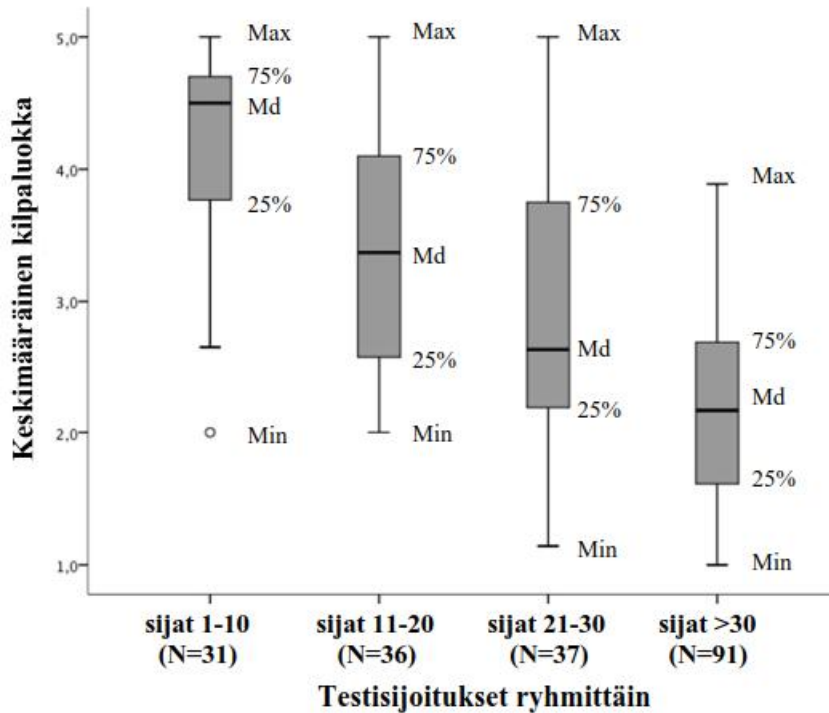 Keskimääräinen kilpaluokka
5,0
4,0
3,0
2,0
1,0
Max
75%
Md
25%
Min
Max
75%
Md
25%
Min
Max
75%
Md
25%
Min
Max
75%
Md
25%
Min
sijat 1-10
(N=31)
sijat 11-20
(N=36)
sijat 21-30
(N=37)
sijat >30
(N=91)
Testisijoitukset ryhmittäin